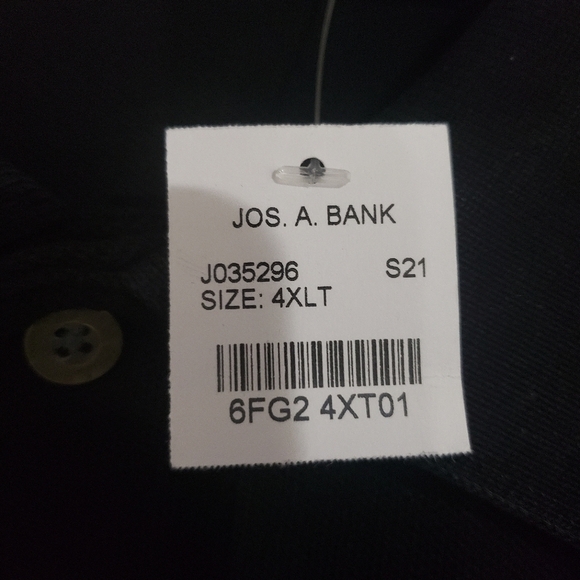 JOS. A. BANK
J035296 S21
SIZE: 4XLT
6FG2 4XT01